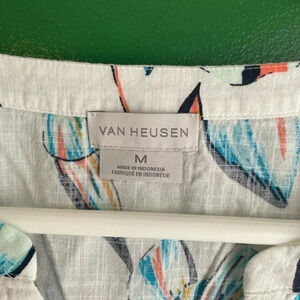 VAN HEUSEN
M
MADE IN INDONESIA
FABRIQUÉ EN INDONÉSIE